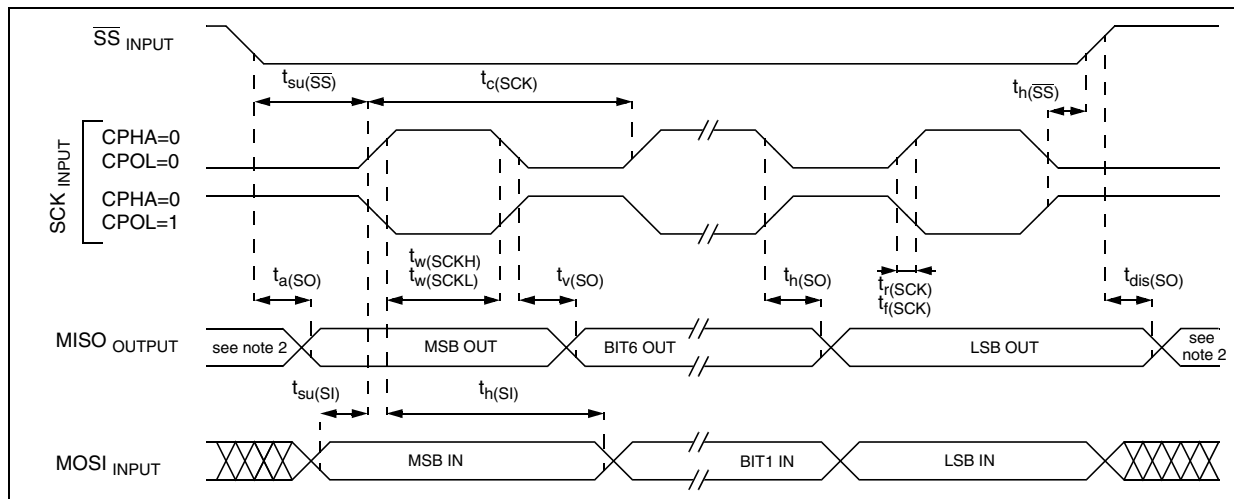 SS INPUT
tsu(SS)
tc(SCK)
th(SS)
SCK INPUT
CPHA=0
CPOL=0
CPHA=0
CPOL=1
ta(SO)
tw(SCKH)
tw(SCKL)
tv(SO)
th(SO)
tr(SCK)
tf(SCK)
tdis(SO)
MISO OUTPUT
see note 2
MSB OUT
BIT6 OUT
LSB OUT
see
note 2
tsu(SI)
th(SI)
MOSI INPUT
MSB IN
BIT1 IN
LSB IN